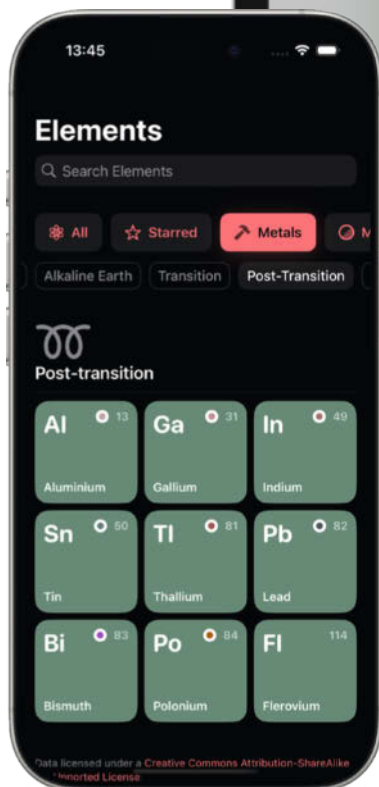 13:45
Elements
Search Elements
All Starred Metals M
Alkaline Earth Transition Post-Transition
Post-transition
Al 13 Ga 31 In 49
Aluminium Gallium Indium
Sn 50 Tl 81 Pb 82
Tin Thallium Lead
Bi 83 Po 84 Fl 114
Bismuth Polonium Flerovium
Data licensed under a Creative Commons Attribution-ShareAlike
Unported License